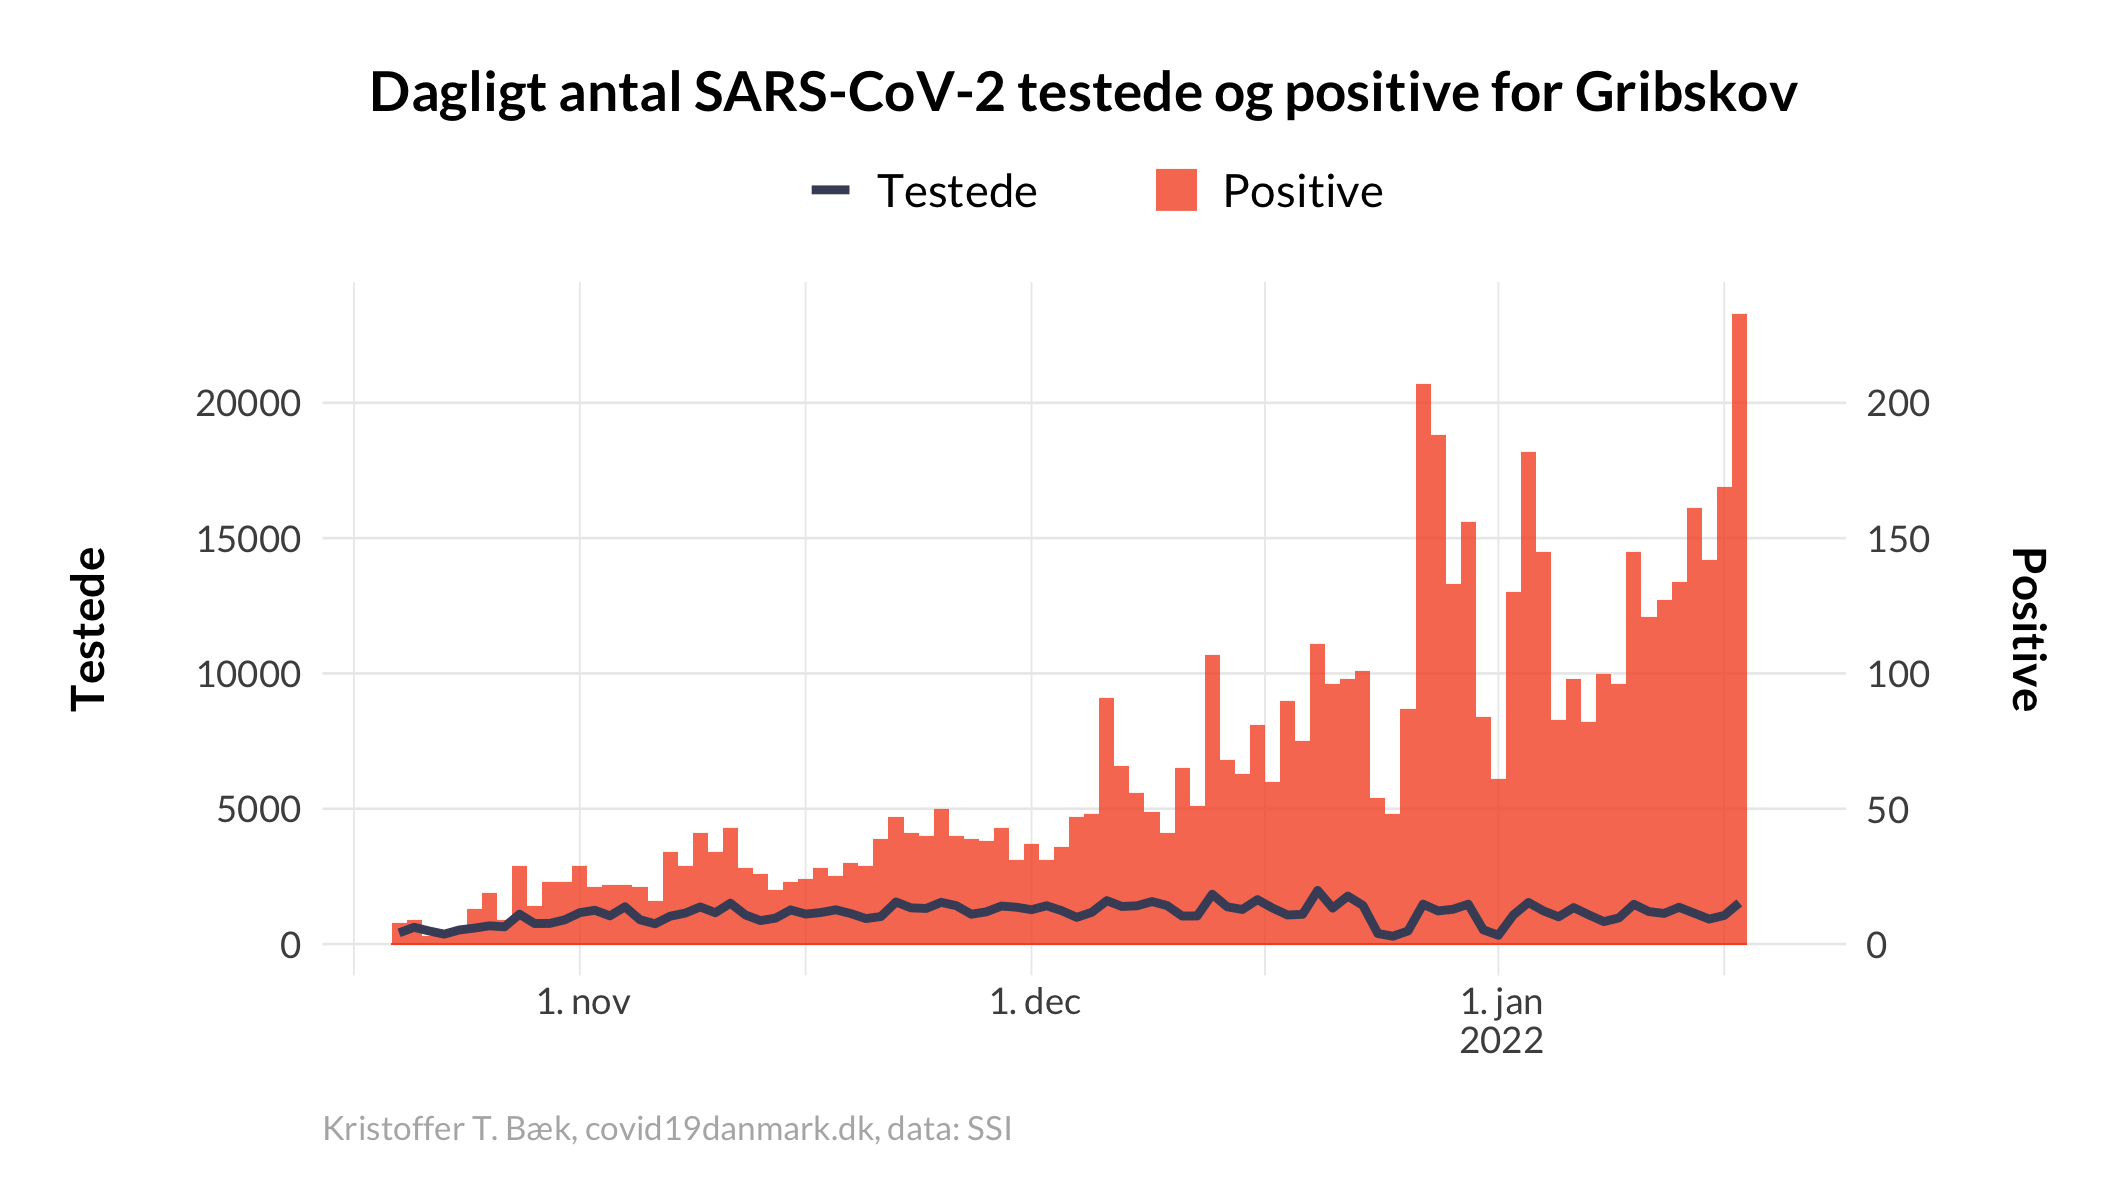 Dagligt antal SARS-CoV-2 testede og positive for Gribskov
Testede Positive
20000 200
15000 150
10000 100
5000 50
0 0
Testede
Positive
1. nov 1. dec 1. jan
2022
Kristoffer T. Bæk, covid19danmark.dk, data: SSI